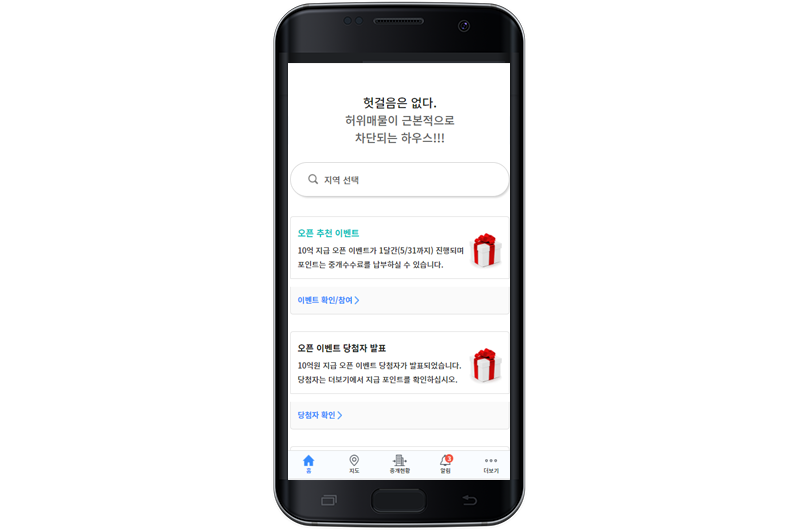 헛걸음은 없다.
허위매물이 근본적으로
차단되는 하우스!!!
지역 선택
오픈 추천 이벤트
10억 지급 오픈 이벤트가 1달간(5/31까지) 진행되며
포인트는 중개수수료를 납부하실 수 있습니다.
이벤트 확인/참여 >
오픈 이벤트 당첨자 발표
10억원 지급 오픈 이벤트 당첨자가 발표되었습니다.
당첨자는 더보기에서 지급 포인트를 확인하십시오.
당첨자 확인 >
3
홈 지도 중개현황 알림 더보기